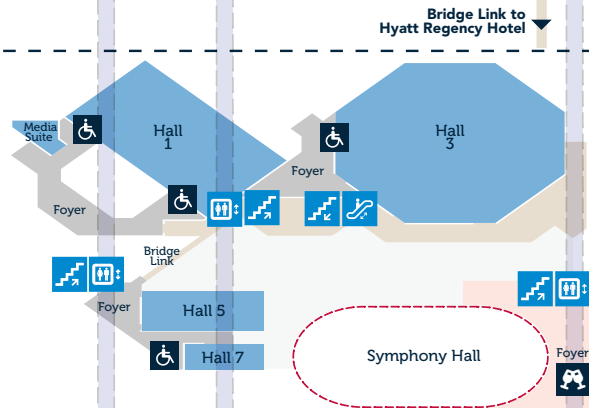 Bridge Link to
Hyatt Regency Hotel
Media
Suite
Hall
1
Hall
3
Foyer
Foyer
Bridge
Link
Foyer
Hall 5
Hall 7
Symphony Hall
Foyer